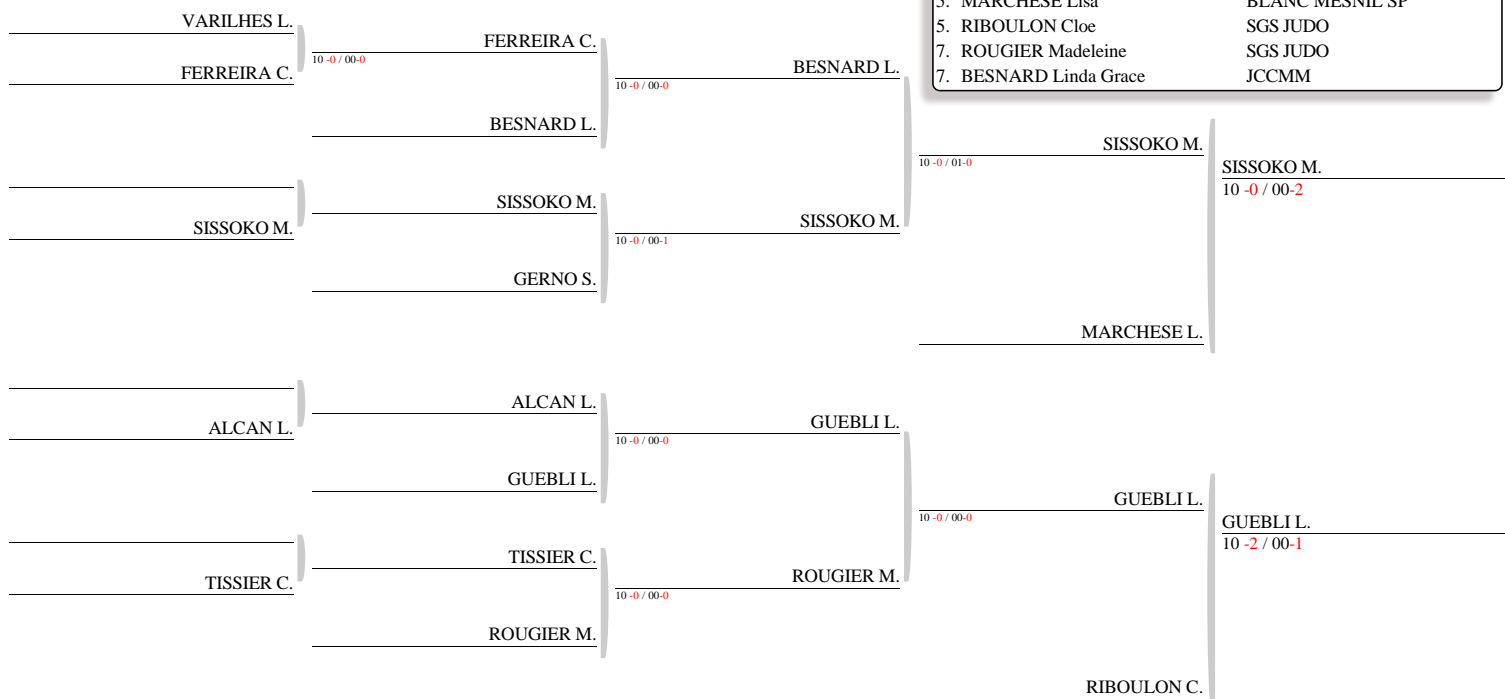 5. MARCHESE Lisa BLANC MESNIL SP
5. RIBOULON Cloe SGS JUDO
7. ROUGIER Madeleine SGS JUDO
7. BESNARD Linda Grace JCCMM
VARILHES L.
FERREIRA C.
FERREIRA C.
10 -0 / 00-0
BESNARD L.
BESNARD L.
10 -0 / 00-0
SISSOKO M.
SISSOKO M.
GERNO S.
SISSOKO M.
10 -0 / 00-1
SISSOKO M.
10 -0 / 01-0
MARCHESE L.
SISSOKO M.
10 -0 / 00-2
ALCAN L.
ALCAN L.
GUEBLI L.
GUEBLI L.
10 -0 / 00-0
TISSIER C.
TISSIER C.
ROUGIER M.
ROUGIER M.
10 -0 / 00-0
GUEBLI L.
10 -0 / 00-0
RIBOULON C.
GUEBLI L.
10 -2 / 00-1